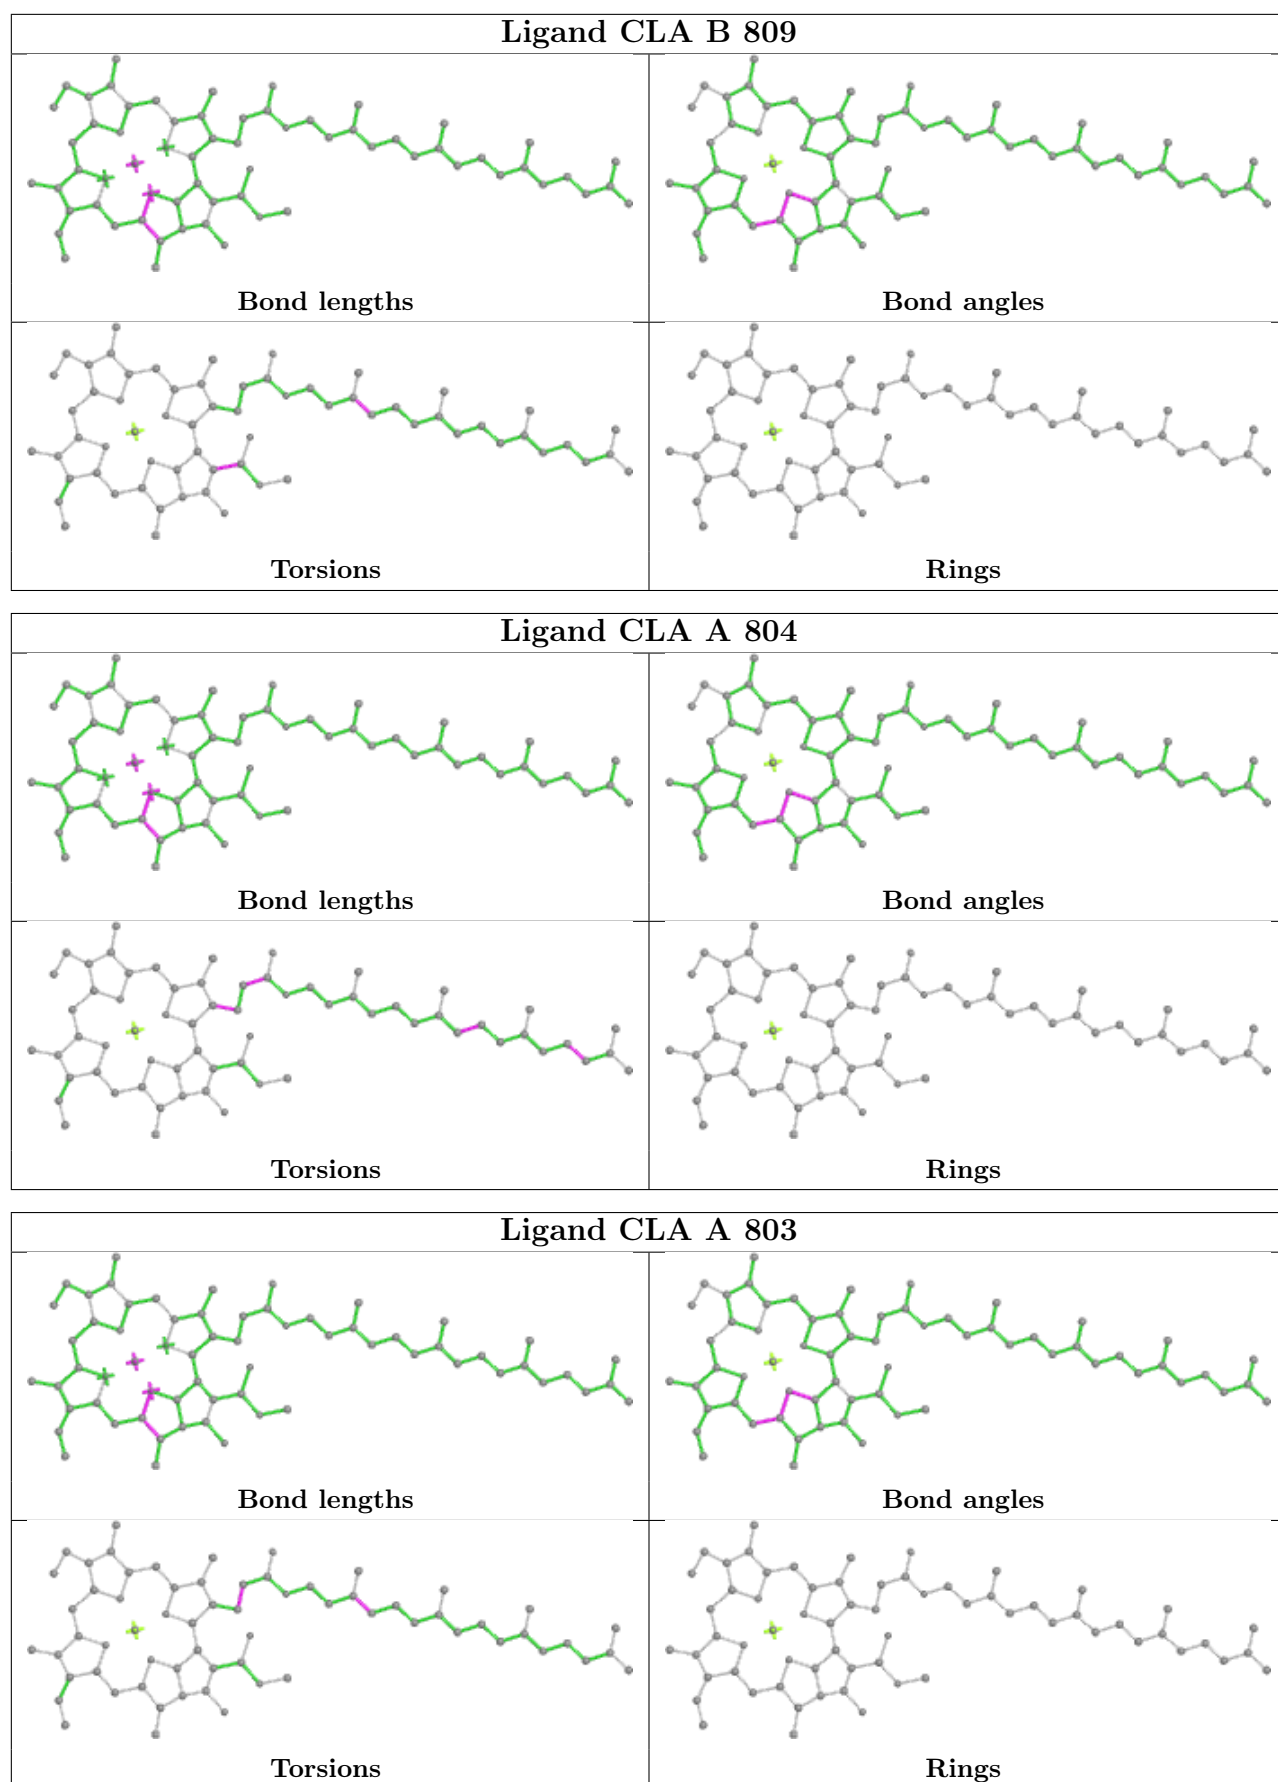 Ligand CLA B 809
Bond lengths
Bond angles
Torsions
Rings
Ligand CLA A 804
Bond lengths
Bond angles
Torsions
Rings
Ligand CLA A 803
Bond lengths
Bond angles
Torsions
Rings